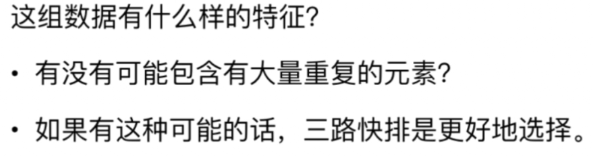 这组数据有什么样的特征?
• 有没有可能包含有大量重复的元素?
• 如果有这种可能的话，三路快排是更好地选择。